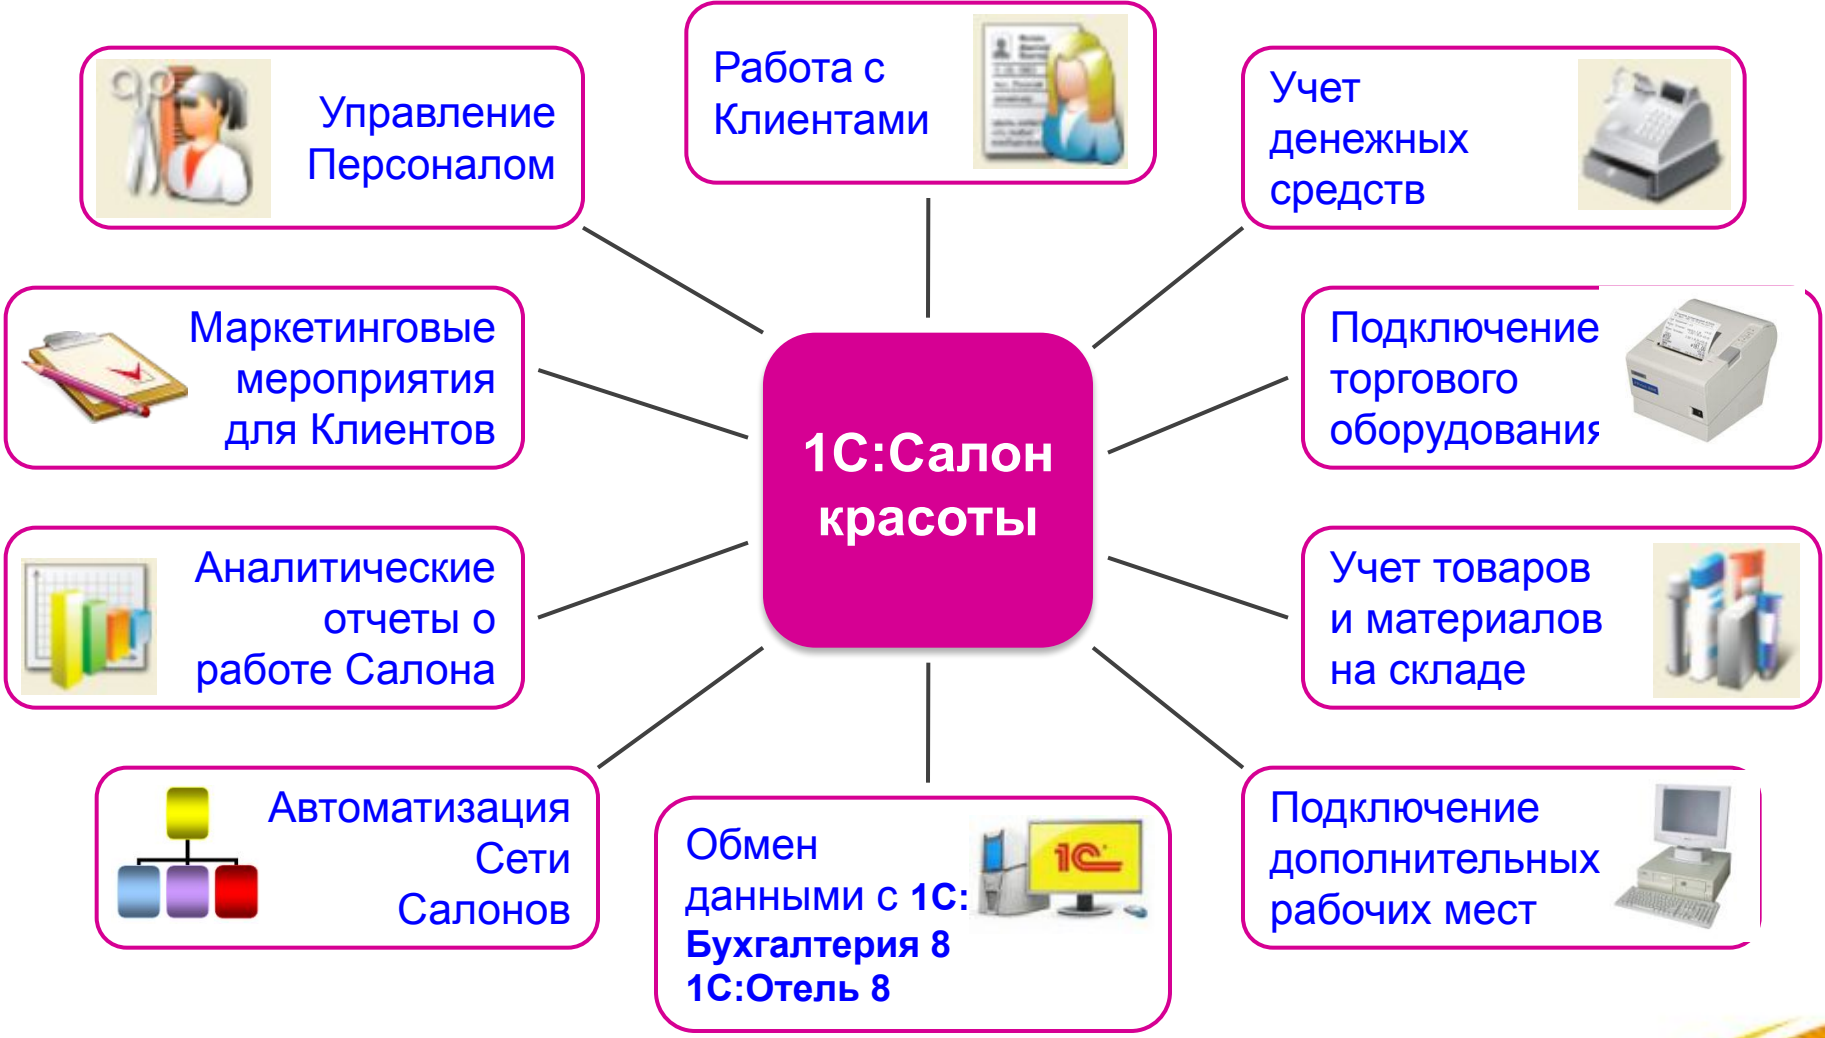 Управление
Персоналом
Работа с
Клиентами
Учет
денежных
средств
Маркетинговые
мероприятия
для Клиентов
Подключение
торгового
оборудования
1С:Салон
красоты
Аналитические
отчеты о
работе Салона
Учет товаров
и материалов
на складе
Автоматизация
Сети
Салонов
Обмен
данными с 1С:
Бухгалтерия 8
1С:Отель 8
1С
Подключение
дополнительных
рабочих мест